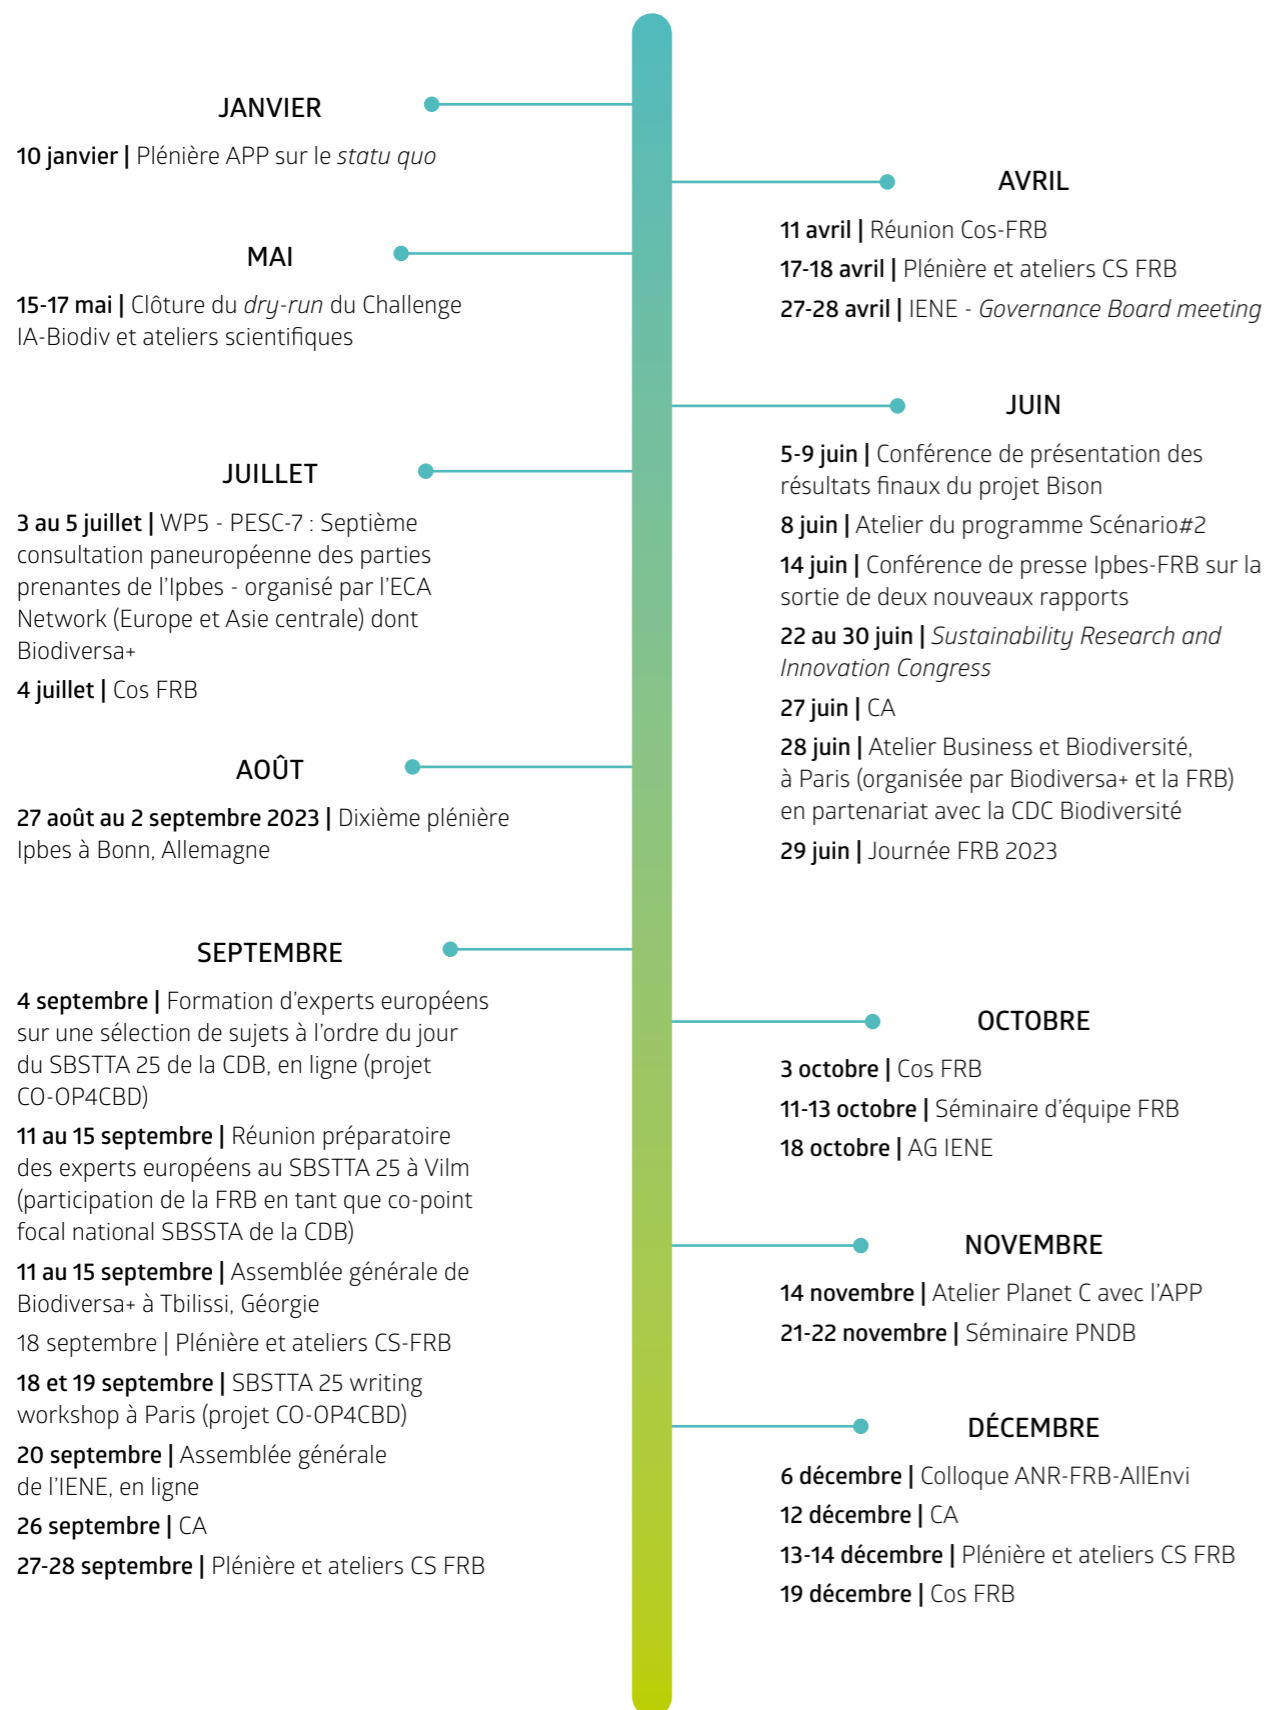 JANVIER
10 janvier | Plénière APP sur le statu quo
AVRIL
11 avril | Réunion Cos-FRB
17-18 avril | Plénière et ateliers CS FRB
27-28 avril | IENE - Governance Board meeting
MAI
15-17 mai | Clôture du dry-run du Challenge
IA-Biodiv et ateliers scientifiques
JUIN
5-9 juin | Conférence de présentation des
résultats finaux du projet Bison
8 juin | Atelier du programme Scénario#2
14 juin | Conférence de presse Ipbes-FRB sur la
sortie de deux nouveaux rapports
22 au 30 juin | Sustainability Research and
Innovation Congress
27 juin | CA
28 juin | Atelier Business et Biodiversité,
à Paris (organisée par Biodiversa+ et la FRB)
en partenariat avec la CDC Biodiversité
29 juin | Journée FRB 2023
JUILLET
3 au 5 juillet | WP5 - PESC-7 : Septième
consultation paneuropéenne des parties
prenantes de l'Ipbes - organisé par l'ECA
Network (Europe et Asie centrale) dont
Biodiversa+
4 juillet | Cos FRB
AOÛT
27 août au 2 septembre 2023 | Dixième plénière
Ipbes à Bonn, Allemagne
SEPTEMBRE
4 septembre | Formation d'experts européens
sur une sélection de sujets à l'ordre du jour
du SBSTTA 25 de la CDB, en ligne (projet
CO-OP4CBD)
11 au 15 septembre | Réunion préparatoire
des experts européens au SBSTTA 25 à Vilm
(participation de la FRB en tant que co-point
focal national SBSSTA de la CDB)
11 au 15 septembre | Assemblée générale de
Biodiversa+ à Tbilissi, Géorgie
18 septembre | Plénière et ateliers CS-FRB
18 et 19 septembre | SBSTTA 25 writing
workshop à Paris (projet CO-OP4CBD)
20 septembre | Assemblée générale
de l'IENE, en ligne
26 septembre | CA
27-28 septembre | Plénière et ateliers CS FRB
OCTOBRE
3 octobre | Cos FRB
11-13 octobre | Séminaire d'équipe FRB
18 octobre | AG IENE
NOVEMBRE
14 novembre | Atelier Planet C avec l'APP
21-22 novembre | Séminaire PNDB
DÉCEMBRE
6 décembre | Colloque ANR-FRB-AllEnvi
12 décembre | CA
13-14 décembre | Plénière et ateliers CS FRB
19 décembre | Cos FRB